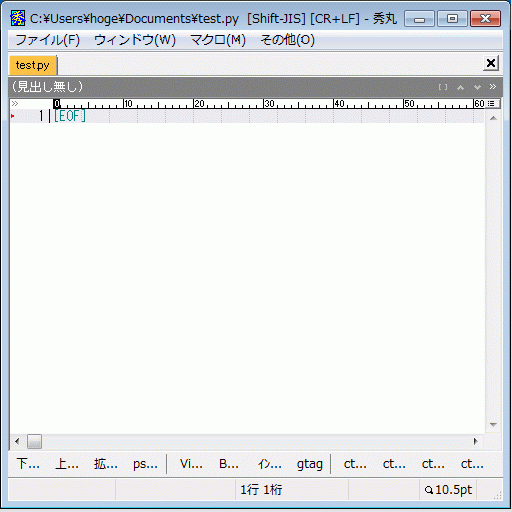 C:¥Users¥hoge¥Documents¥test.py [Shift-JIS] [CR+LF] - 秀丸
ファイル(F) ウィンドウ(W) マクロ(M) その他(O)
test.py
(見出し無し)
0 10 20 30 40 50 60
1 [EOF]
下... 上... 拡... ps... Vi... B... イン... gtag ct... ct... ct... ct...
1行 1桁 10.5pt